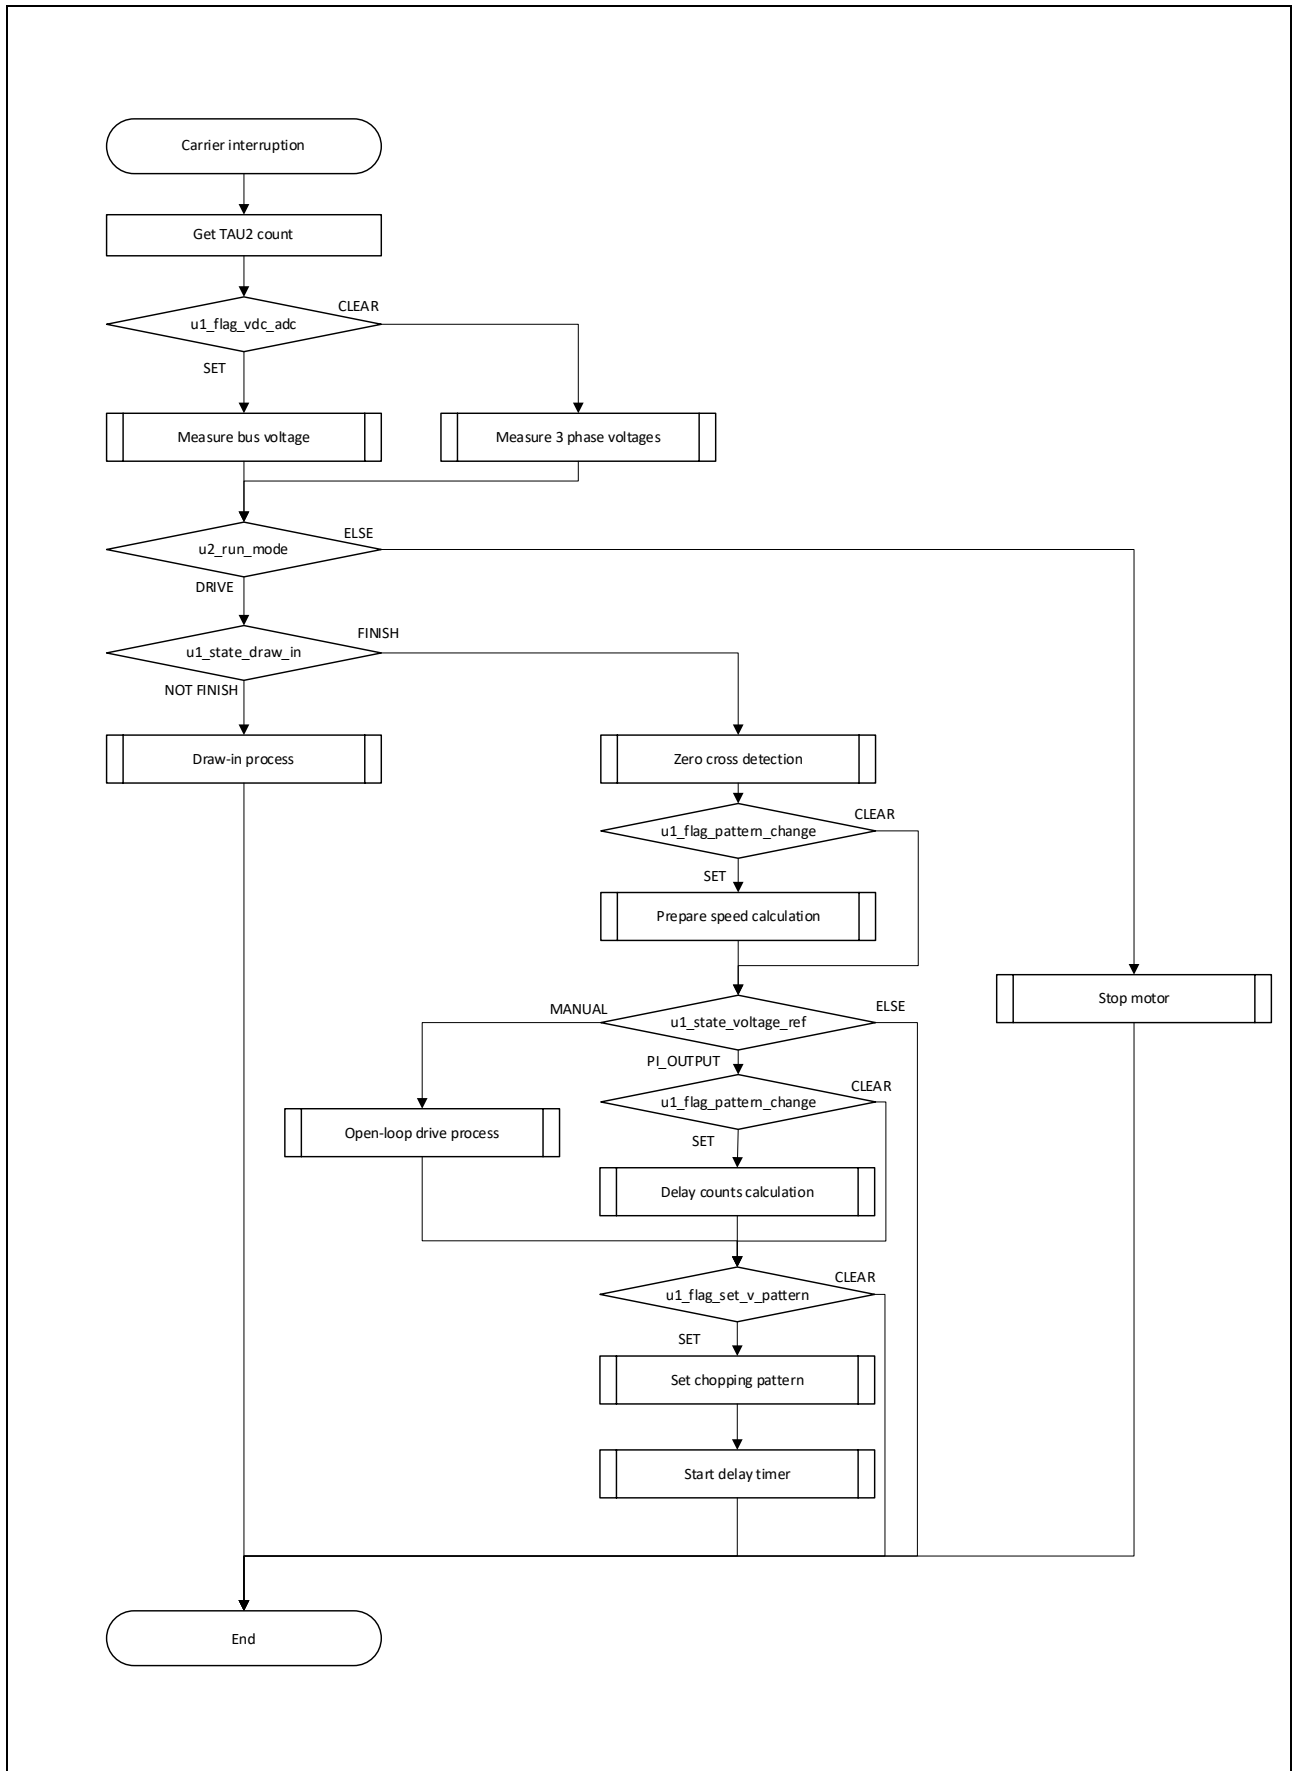 Carrier interruption
Get TAU2 count
CLEAR
u1_flag_vdc_adc
SET
Measure bus voltage
Measure 3 phase voltages
ELSE
u2_run_mode
DRIVE
FINISH
u1_state_draw_in
NOT FINISH
Draw-in process
Zero cross detection
CLEAR
u1_flag_pattern_change
SET
Prepare speed calculation
Stop motor
MANUAL
ELSE
u1_state_voltage_ref
PI_OUTPUT
CLEAR
u1_flag_pattern_change
Open-loop drive process
SET
Delay counts calculation
CLEAR
u1_flag_set_v_pattern
SET
Set chopping pattern
Start delay timer
End